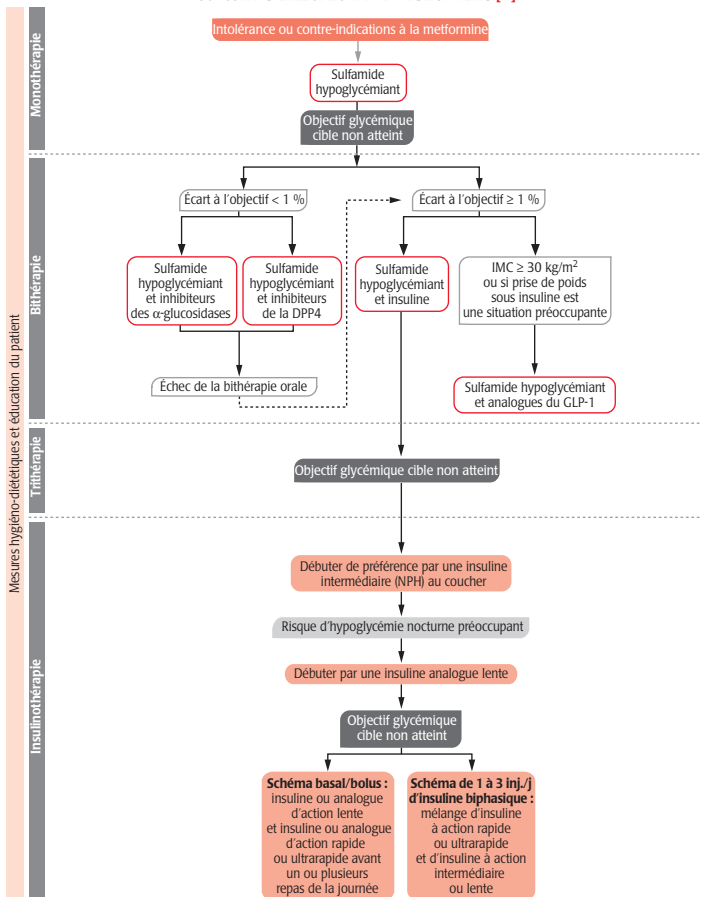 Intolérance ou contre-indications à la metformine
Sulfamide
hypoglycémiant
Objectif glycémique
cible non atteint
Monothérapie
Écart à l'objectif < 1 %
Écart à l'objectif ≥ 1 %
Sulfamide
hypoglycémiant
et inhibiteurs
des α-glucosidases
Sulfamide
hypoglycémiant
et inhibiteurs
de la DPP4
Sulfamide
hypoglycémiant
et insuline
IMC ≥ 30 kg/m²
ou si prise de poids
sous insuline est
une situation préoccupante
Échec de la bithérapie orale
Sulfamide hypoglycémiant
et analogues du GLP-1
Bithérapie
Mesures hygiéno-diététiques et éducation du patient
Objectif glycémique cible non atteint
Trithérapie
Débuter de préférence par une insuline
intermédiaire (NPH) au coucher
Risque d'hypoglycémie nocturne préoccupant
Débuter par une insuline analogue lente
Objectif glycémique
cible non atteint
Insulinothérapie
Schéma basal/bolus :
insuline ou analogue
d'action lente
et insuline ou analogue
d'action rapide
ou ultrarapide avant
un ou plusieurs
repas de la journée
Schéma de 1 à 3 inj./j
d'insuline biphasique :
mélange d'insuline
à action rapide
ou ultrarapide
et d'insuline à action
intermédiaire
ou lente